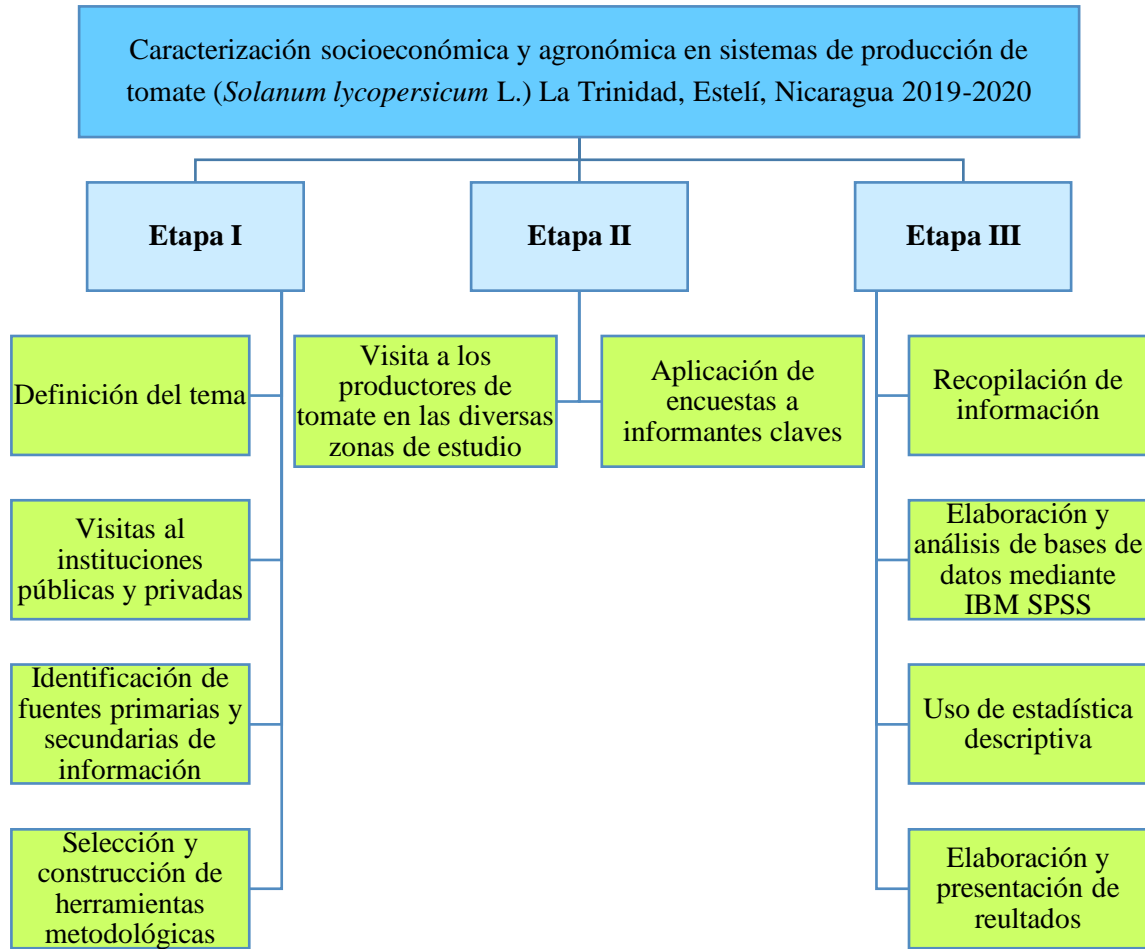 Caracterización socioeconómica y agronómica en sistemas de producción de
tomate (Solanum lycopersicum L.) La Trinidad, Estelí, Nicaragua 2019-2020
Etapa I
Etapa II
Etapa III
Definición del tema
Visitas al
instituciones
públicas y privadas
Identificación de
fuentes primarias y
secundarias de
información
Selección y
construcción de
herramientas
metodológicas
Visita a los
productores de
tomate en las diversas
zonas de estudio
Aplicación de
encuestas a
informantes claves
Recopilación de
información
Elaboración y
análisis de bases de
datos mediante
IBM SPSS
Uso de estadística
descriptiva
Elaboración y
presentación de
reultados